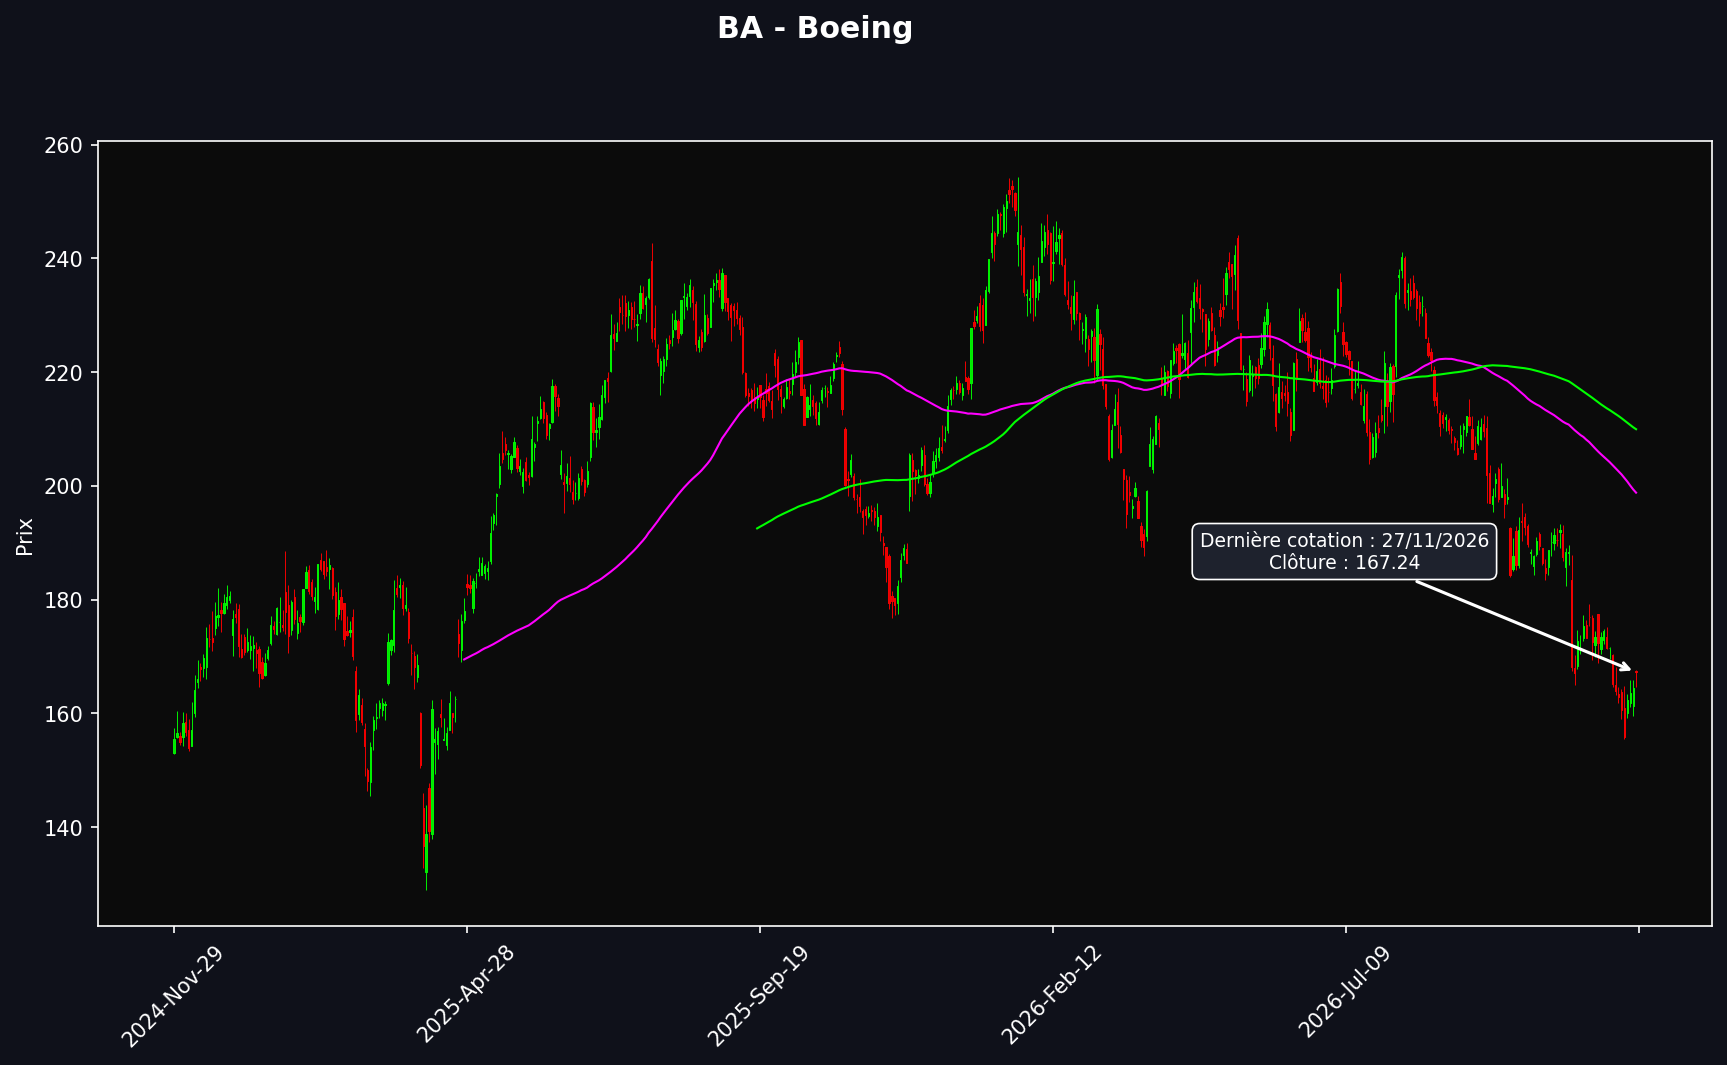 BA - Boeing
260
240
220
200
180
160
140
Prix
Dernière cotation : 27/11/2026
Clôture : 167.24
2024-Nov-29
2025-Apr-28
2025-Sep-19
2026-Feb-12
2026-Jul-09